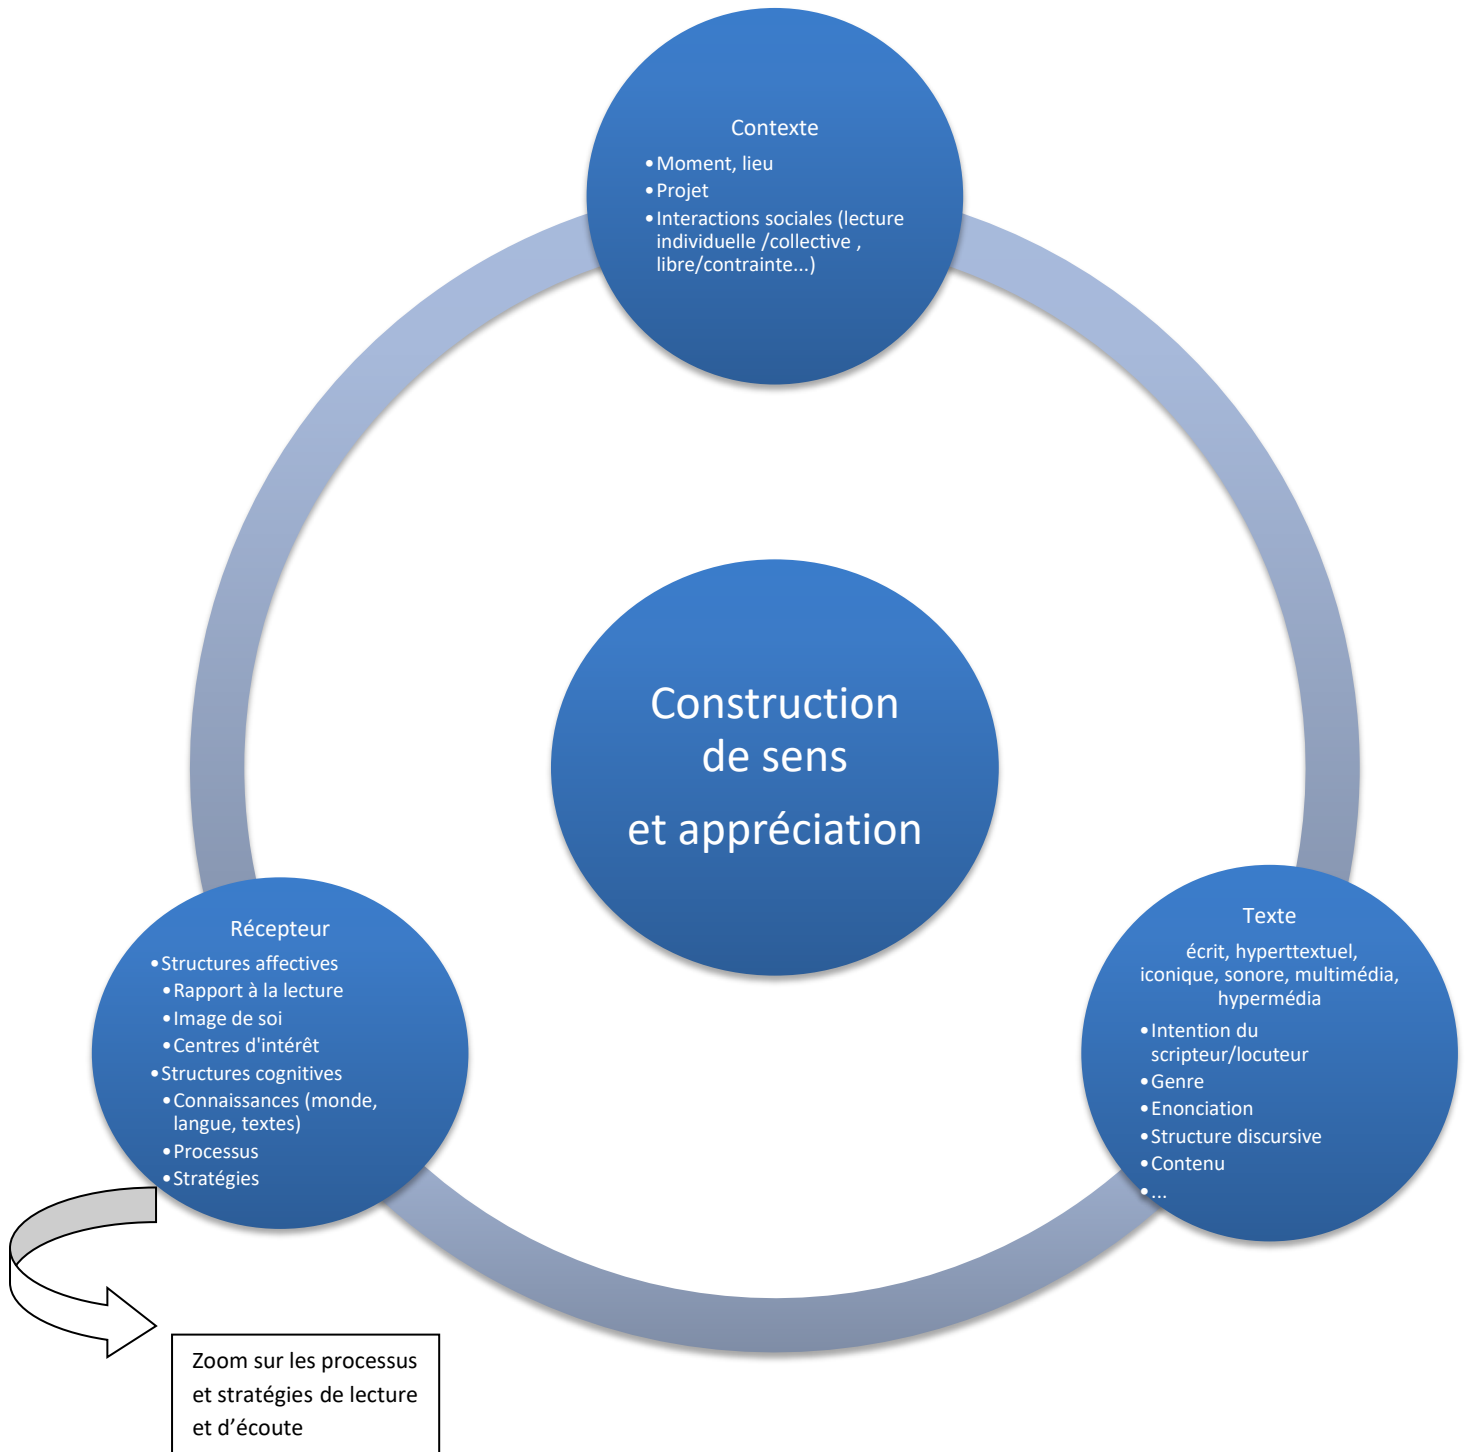 Contexte
•Moment, lieu
•Projet
•Interactions sociales (lecture
individuelle /collective ,
libre/contrainte...)
Construction
de sens
et appréciation
Récepteur
•Structures affectives
•Rapport à la lecture
•Image de soi
•Centres d'intérêt
•Structures cognitives
•Connaissances (monde,
langue, textes)
•Processus
•Stratégies
Texte
écrit, hyperttextuel,
iconique, sonore, multimédia,
hypermédia
•Intention du
scripteur/locuteur
•Genre
•Enonciation
•Structure discursive
•Contenu
•...
Zoom sur les processus
et stratégies de lecture
et d’écoute